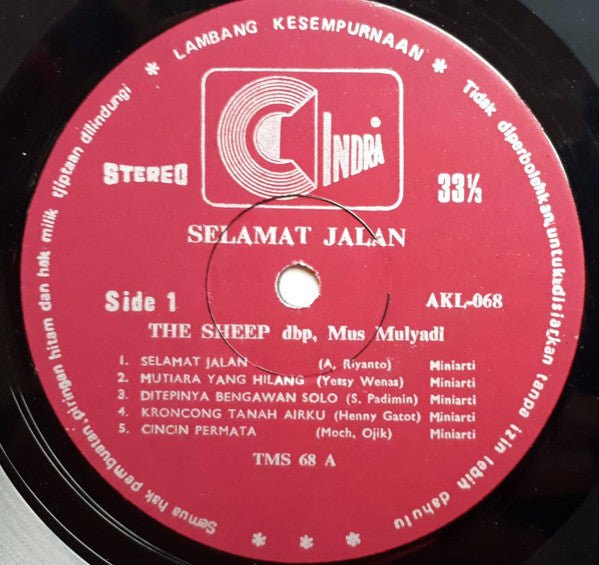 * LAMBANG KESEMPURNAAN *
Tidak diperbolehkan,untuk disiatkan tanpa izin lebih dahulu
* * *
Semua hak pembuatan,piringan hitam dan hak milik tjiptaan dilindungi
C INDRA
STEREO
33⅓
SELAMAT JALAN
Side 1
AKL-068
THE SHEEP dbp, Mus Mulyadi
1. SELAMAT JALAN (A, Riyanto) Miniarti
2. MUTIARA YANG HILANG (Yessy Wenas) Miniarti
3. DITEPINYA BENGAWAN SOLO (S, Padimin) Miniarti
4. KRONCONG TANAH AIRKU (Henny Gatot) Miniarti
5. CINCIN PERMATA (Moch, Ojik) Miniarti
TMS 68 A